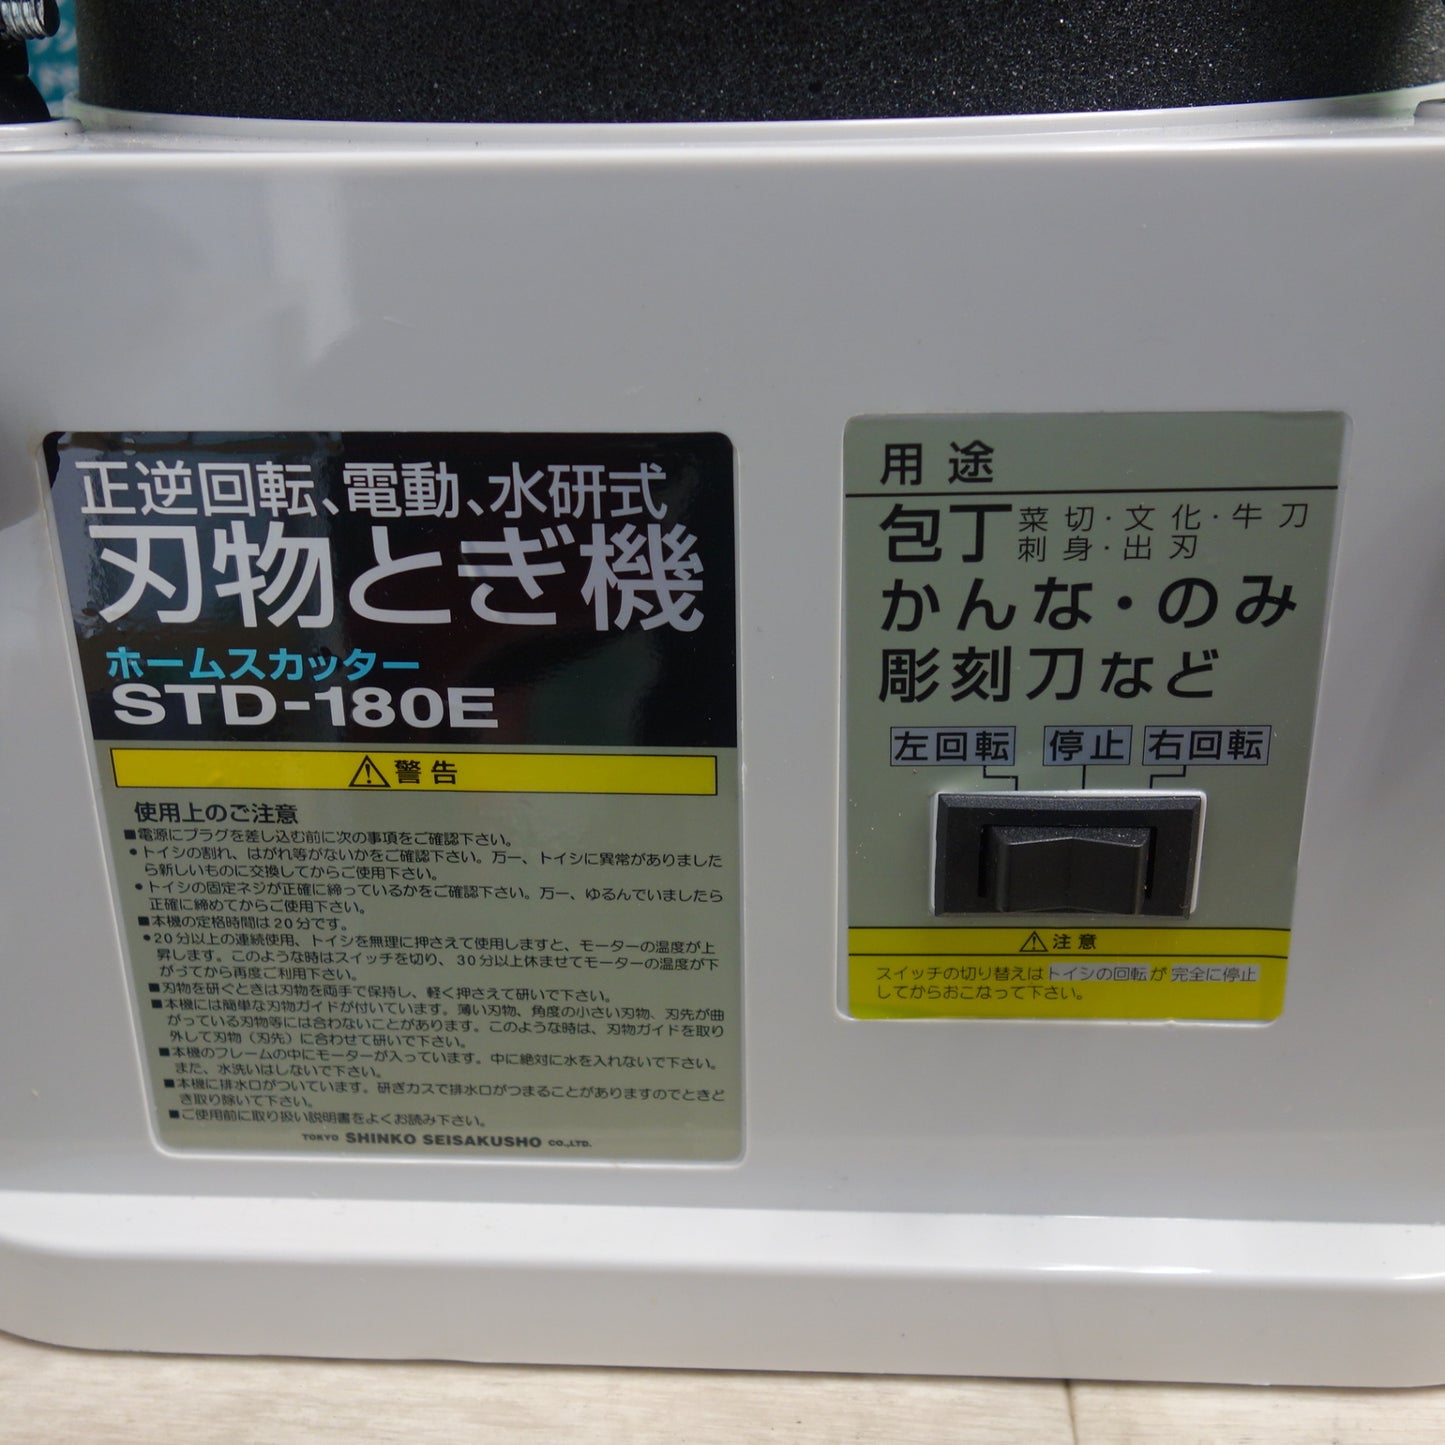 正逆回転、電動、水研式
刃物とぎ機
ホームスカッター
STD-180E
警告
使用上のご注意
■電源にプラグを差し込む前に次の事項をご確認下さい。
●トイシの割れ、はがれ等がないかをご確認下さい。万一、トイシに異常がありました
ら新しいものに交換してからご使用下さい。
●トイシの固定ネジが正確に締っているかをご確認下さい。万一、ゆるんでいましたら
正確に締めてからご使用下さい。
■本機の定格時間は20分です。
●20分以上の連続使用、トイシを無理に押さえて使用しますと、モーターの温度が上
昇します。このような時はスイッチを切り、30分以上休ませてモーターの温度が下
がってから再度ご利用下さい。
■刃物を研ぐときは刃物を両手で保持し、軽く押さえて研いで下さい。
■本機には簡単な刃物ガイドが付いています。薄い刃物、角度の小さい刃物、刃先が曲
がっている刃物等には合わないことがあります。このような時は、刃物ガイドを取り
外して刃物（刃先）に合わせて研いで下さい。
■本機のフレームの中にモーターが入っています。中に絶対に水を入れないで下さい。
また、水洗いはしないで下さい。
■本機に排水口がついています。研ぎカスで排水口がつまることがありますのでときど
き取り除いて下さい。
■ご使用前に取り扱い説明書をよくお読み下さい。
TOKYO SHINKO SEISAKUSHO CO.,LTD.
用途
包丁 菜切・文化・牛刀
刺身・出刃
かんな・のみ
彫刻刀など
左回転 停止 右回転
注意
スイッチの切り替えはトイシの回転が完全に停止
してからおこなって下さい。